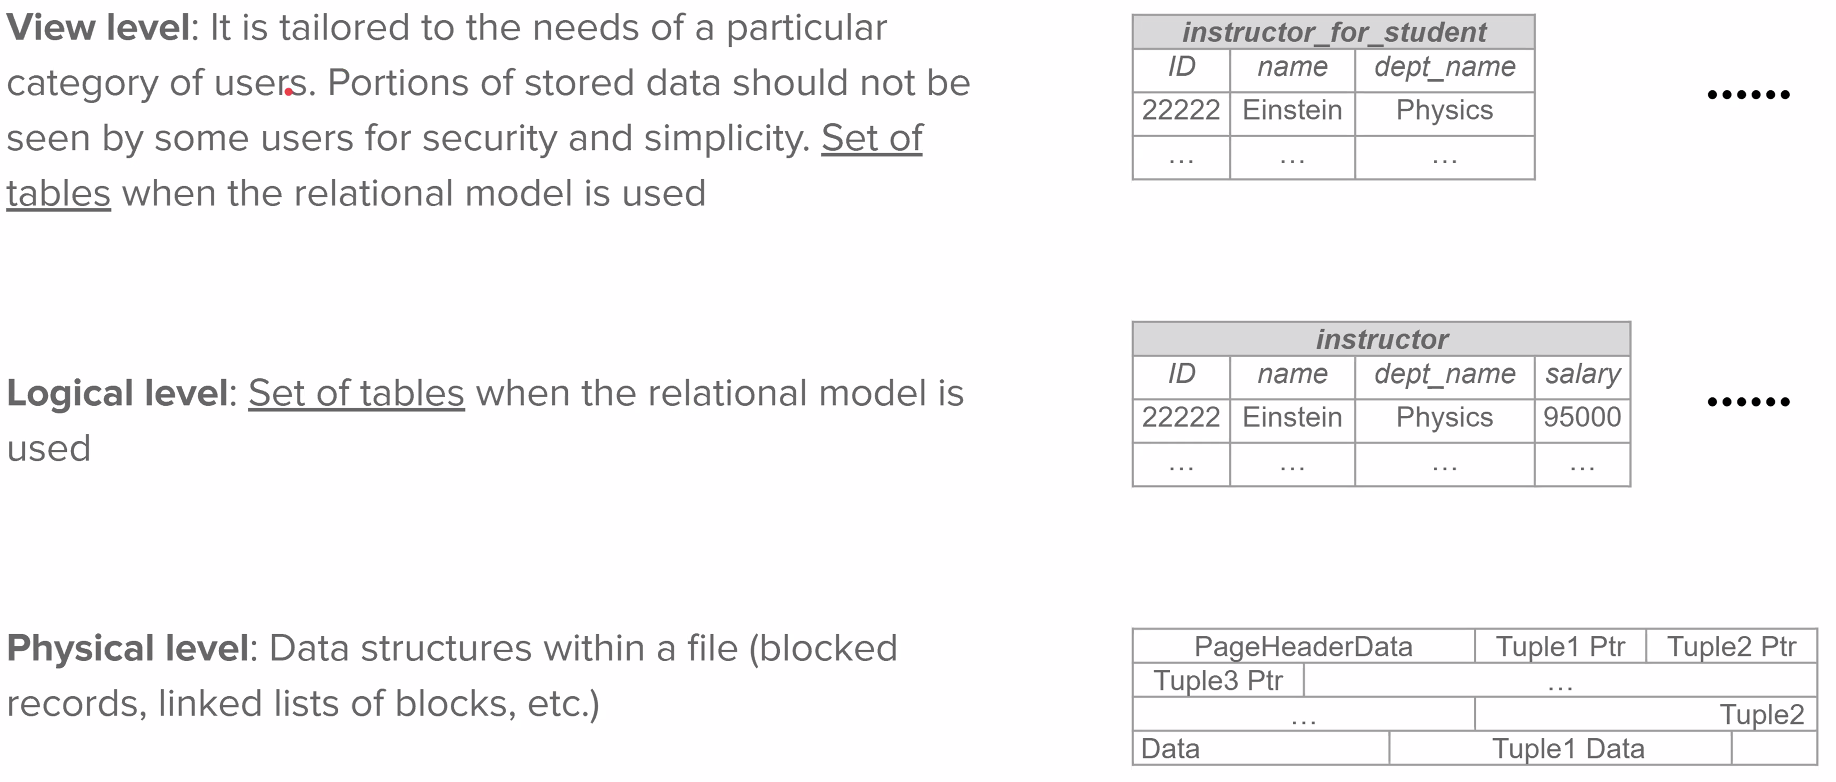 View level: It is tailored to the needs of a particular
category of users. Portions of stored data should not be
seen by some users for security and simplicity. Set of
tables when the relational model is used
instructor_for_student
ID name dept_name
22222 Einstein Physics
... ... ...
......
Logical level: Set of tables when the relational model is
used
instructor
ID name dept_name salary
22222 Einstein Physics 95000
... ... ... ...
......
Physical level: Data structures within a file (blocked
records, linked lists of blocks, etc.)
PageHeaderData Tuple1 Ptr Tuple2 Ptr
Tuple3 Ptr ...
... Tuple2
Data Tuple1 Data